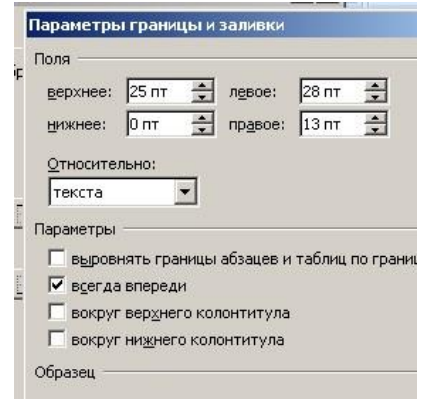 Параметры границы и заливки
Поля
верхнее: 25 пт левое: 28 пт
нижнее: 0 пт правое: 13 пт
Относительно:
текста
Параметры
выровнять границы абзацев и таблиц по
всегда впереди
вокруг верхнего колонтитула
вокруг нижнего колонтитула
Образец